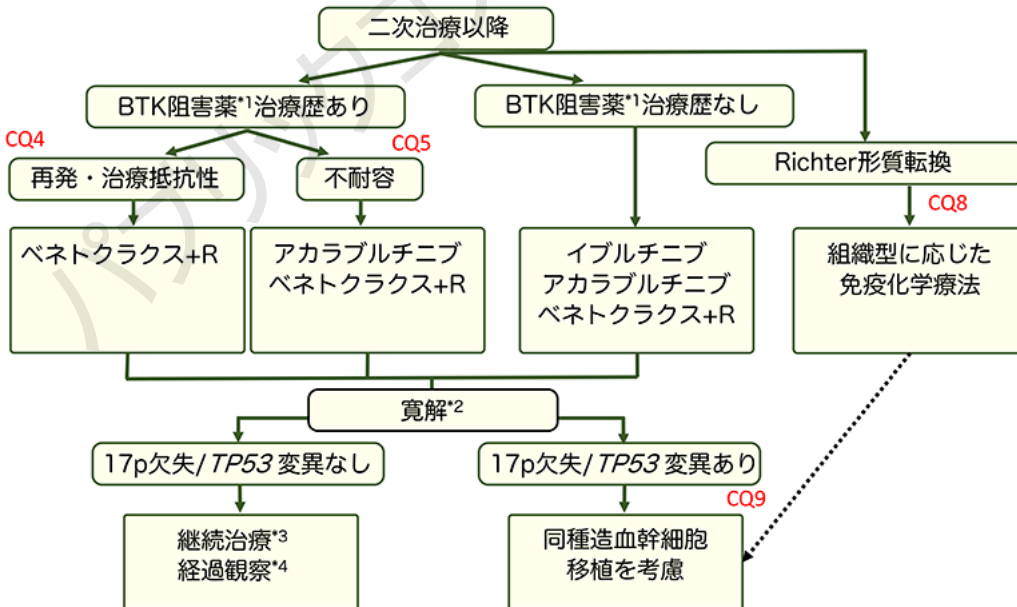 二次治療以降
BTK阻害薬*1治療歴あり
BTK阻害薬*1治療歴なし
CQ4
CQ5
再発・治療抵抗性
不耐容
Richter形質転換
CQ8
ベネトクラクス+R
アカラブルチニブ
ベネトクラクス+R
イブルチニブ
アカラブルチニブ
ベネトクラクス+R
組織型に応じた
免疫化学療法
寛解*2
17p欠失/TP53 変異なし
17p欠失/TP53 変異あり
CQ9
継続治療*3
経過観察*4
同種造血幹細胞
移植を考慮
パブリックコ